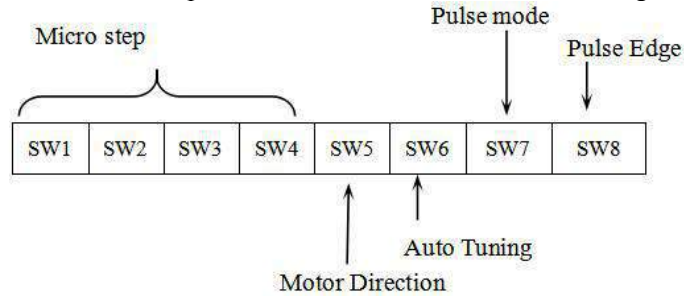 Pulse mode
Micro step
Pulse Edge
SW1 SW2 SW3 SW4 SW5 SW6 SW7 SW8
Auto Tuning
Motor Direction